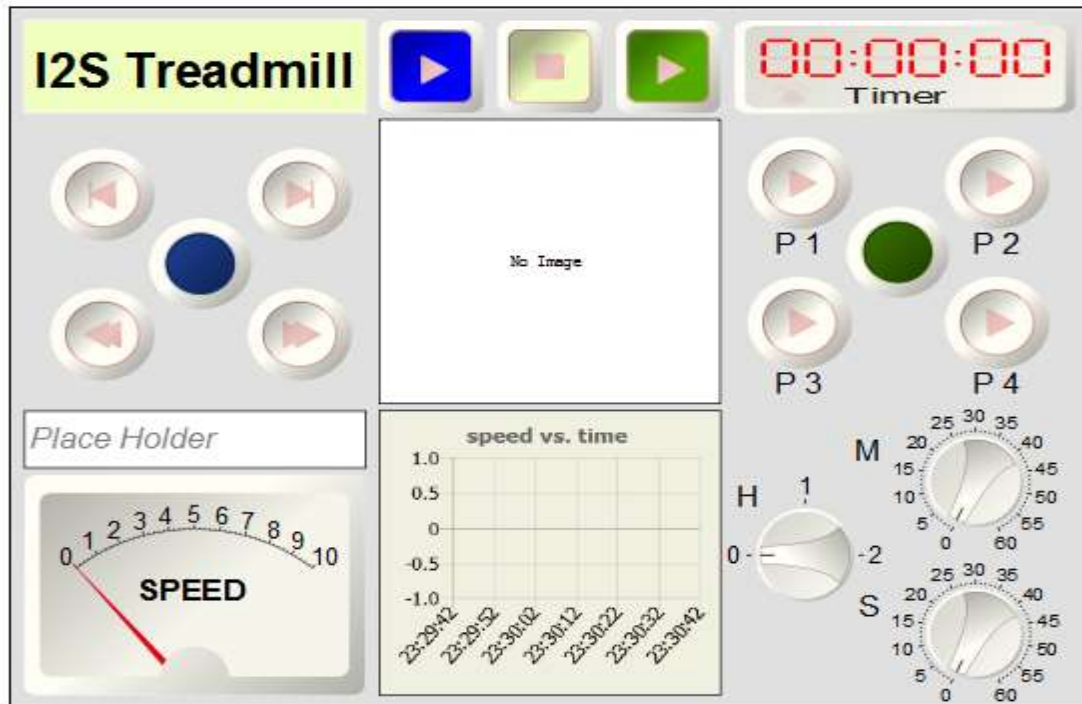 I2S Treadmill
00:00:00
Timer
No Image
P 1
P 2
P 3
P 4
Place Holder
0 1 2 3 4 5 6 7 8 9 10
SPEED
speed vs. time
1.0
0.5
0
-0.5
-1.0
23:29:42 23:29:52 23:30:02 23:30:12 23:30:22 23:30:32 23:30:42
H
0 1 -2
M
0 5 10 15 20 25 30 35 40 45 50 55 60
S
0 5 10 15 20 25 30 35 40 45 50 55 60